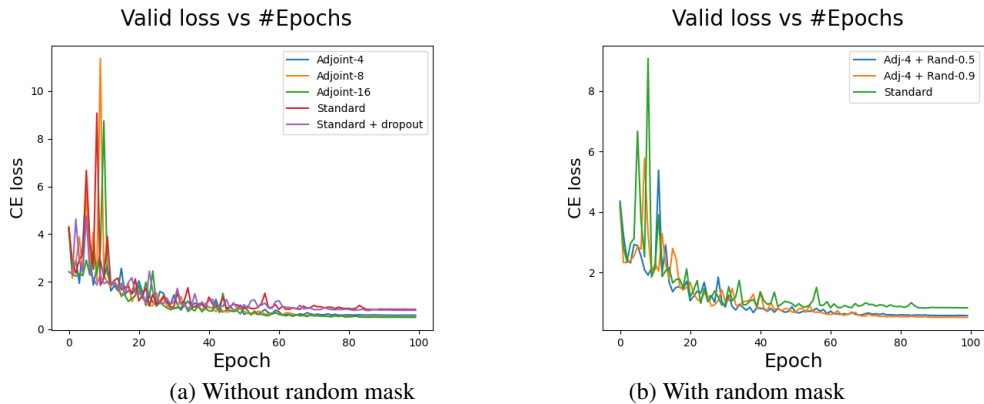 Valid loss vs #Epochs
CE loss
10
8
6
4
2
0
Adjoint-4
Adjoint-8
Adjoint-16
Standard
Standard + dropout
0 20 40 60 80 100
Epoch
(a) Without random mask
Valid loss vs #Epochs
CE loss
8
6
4
2
Adj-4 + Rand-0.5
Adj-4 + Rand-0.9
Standard
0 20 40 60 80 100
Epoch
(b) With random mask